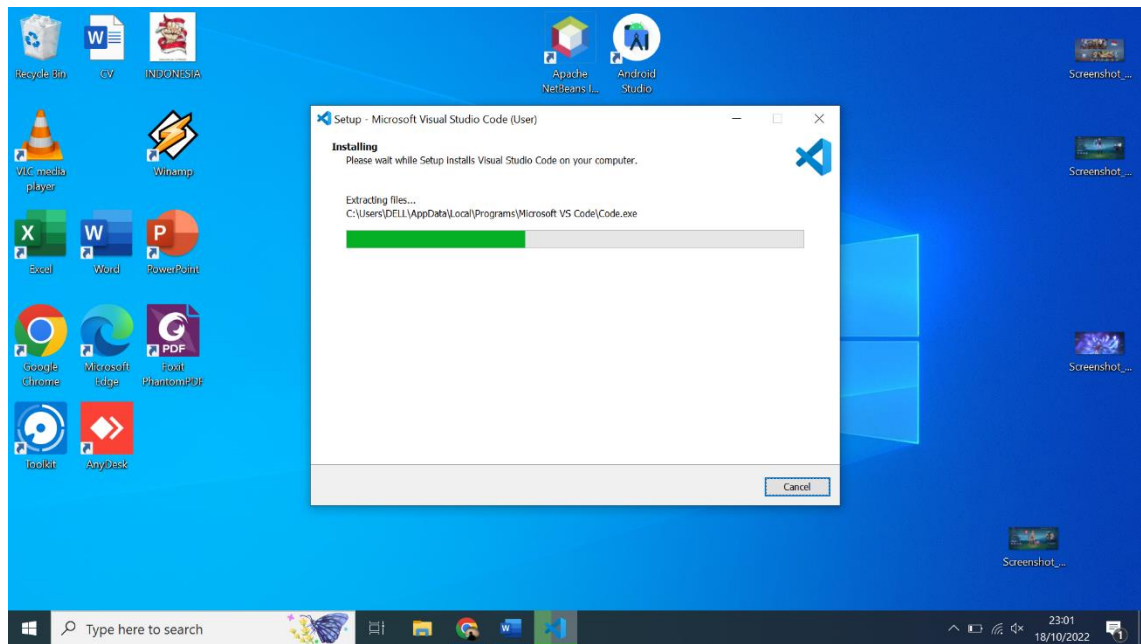 Recycle Bin
CV
INDONESIA
Apache
NetBeans I...
Android
Studio
Screenshot_...
VLC media
player
Winamp
Screenshot_...
Setup - Microsoft Visual Studio Code (User)
Installing
Please wait while Setup installs Visual Studio Code on your computer.
Extracting files...
C:\Users\DELL\AppData\Local\Programs\Microsoft VS Code\Code.exe
Excel
Word
PowerPoint
PDF
Google
Chrome
Microsoft
Edge
Foxit
PhantomPDF
Screenshot_...
Toolkit
AnyDesk
Cancel
Screenshot_...
Type here to search
23:01
18/10/2022
1